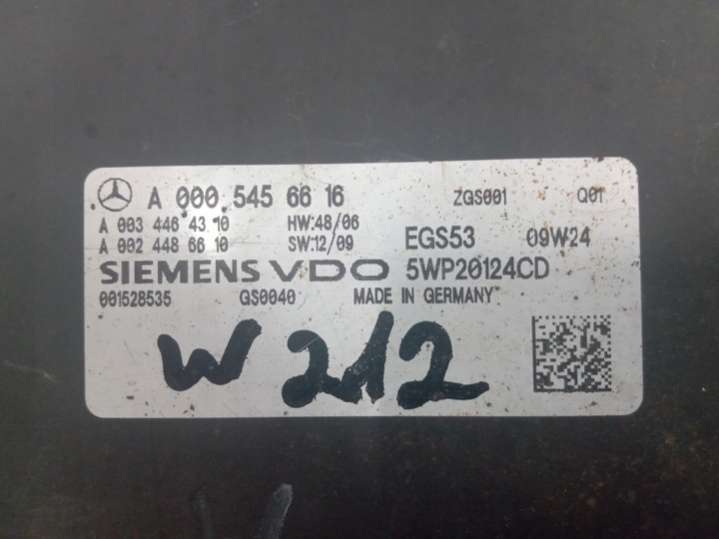 A 000 545 66 16 ZGS001 Q01
A 003 446 43 10 HW:48/06
A 002 448 66 10 SW:12/09 EGS53 09W24
SIEMENS VDO 5WP20124CD
001528535 GS0040 MADE IN GERMANY
W 212